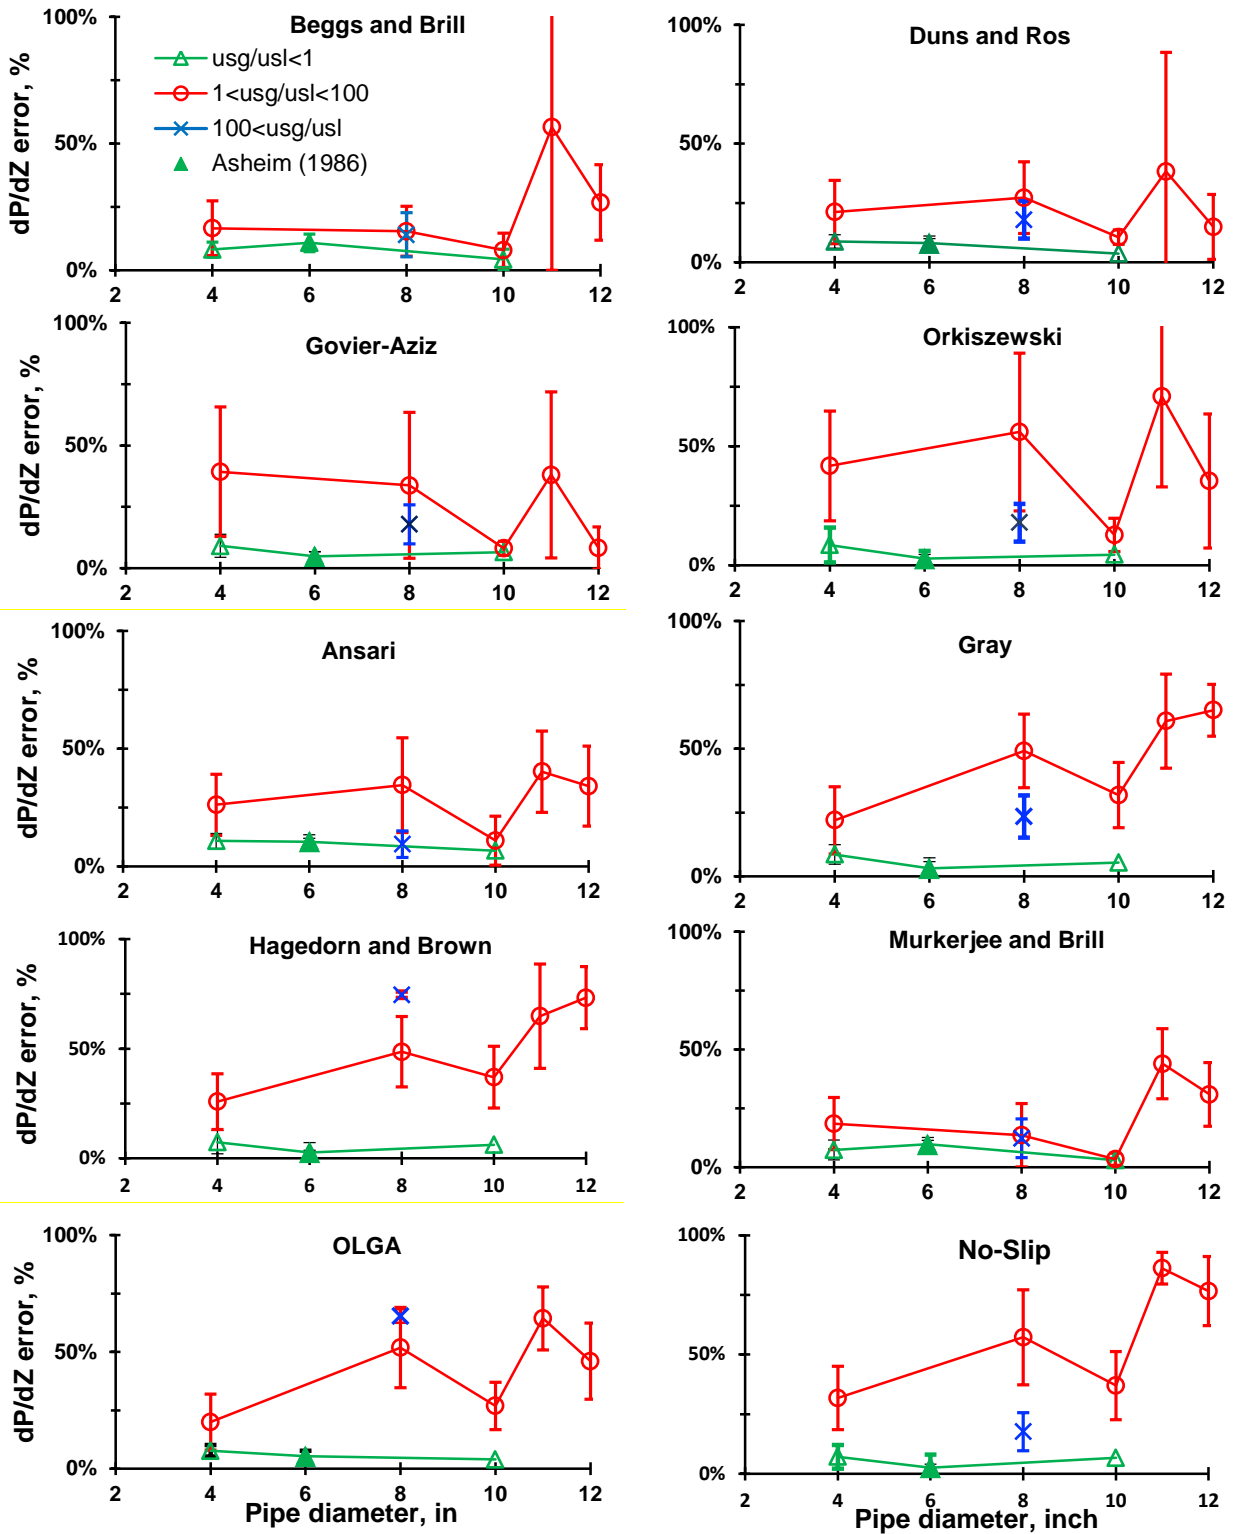 Beggs and Brill
usg/usl<1
1<usg/usl<100
100<usg/usl
Asheim (1986)
dP/dZ error, %
100%
50%
0%
2 4 6 8 10 12
Duns and Ros
100%
50%
0%
2 4 6 8 10 12
Govier-Aziz
dP/dZ error, %
100%
50%
0%
2 4 6 8 10 12
Orkiszewski
100%
50%
0%
2 4 6 8 10 12
Ansari
dP/dZ error, %
100%
50%
0%
2 4 6 8 10 12
Gray
100%
50%
0%
2 4 6 8 10 12
Hagedorn and Brown
dP/dZ error, %
100%
50%
0%
2 4 6 8 10 12
Murkerjee and Brill
100%
50%
0%
2 4 6 8 10 12
OLGA
dP/dZ error, %
100%
50%
0%
2 4 6 8 10 12
Pipe diameter, in
No-Slip
100%
50%
0%
2 4 6 8 10 12
Pipe diameter, inch